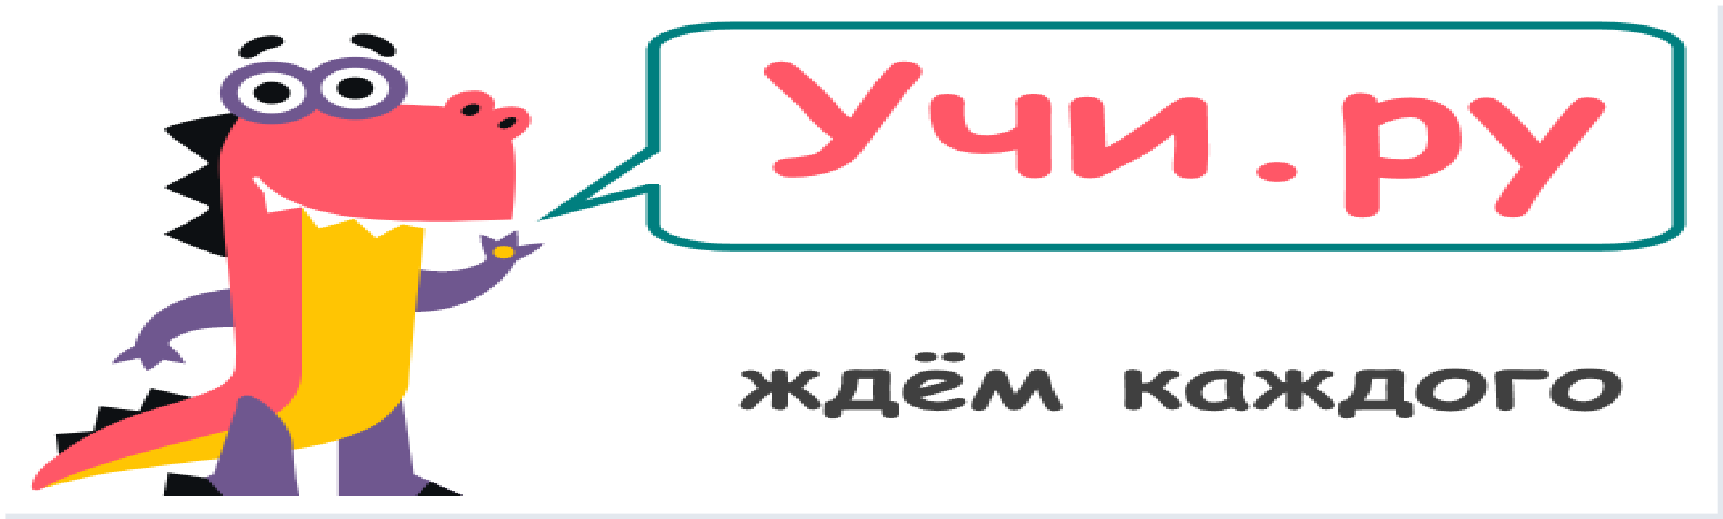 Учи.ру
ждём каждого